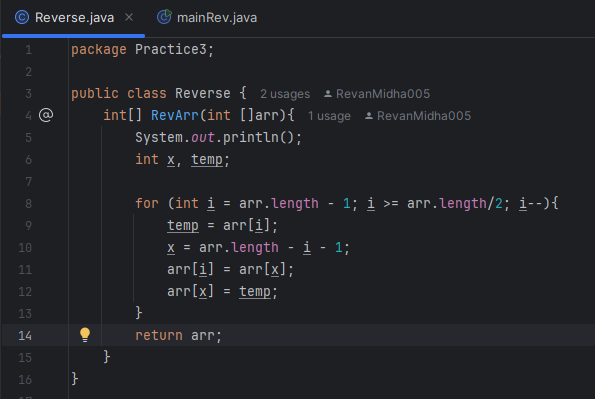 Reverse.java × mainRev.java
1 package Practice3;
2
3 public class Reverse { 2 usages RevanMidha005
4 @ int[] RevArr(int []arr){ 1 usage RevanMidha005
5 System.out.println();
6 int x, temp;
7
8 for (int i = arr.length - 1; i >= arr.length/2; i--){
9 temp = arr[i];
10 x = arr.length - i - 1;
11 arr[i] = arr[x];
12 arr[x] = temp;
13 }
14 return arr;
15 }
16 }